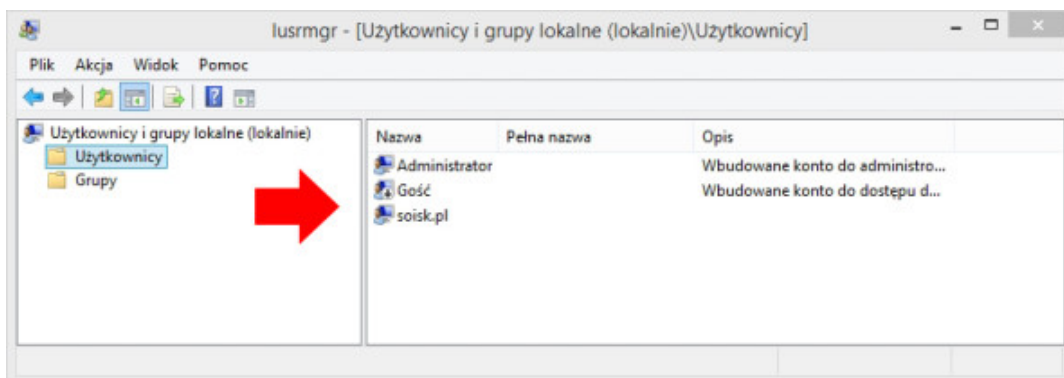 lusrmgr - [Użytkownicy i grupy lokalne (lokalnie)\Użytkownicy]
Plik Akcja Widok Pomoc
Użytkownicy i grupy lokalne (lokalnie)
Użytkownicy
Grupy
Nazwa Pełna nazwa Opis
Administrator Wbudowane konto do administro...
Gość Wbudowane konto do dostępu d...
soisk.pl